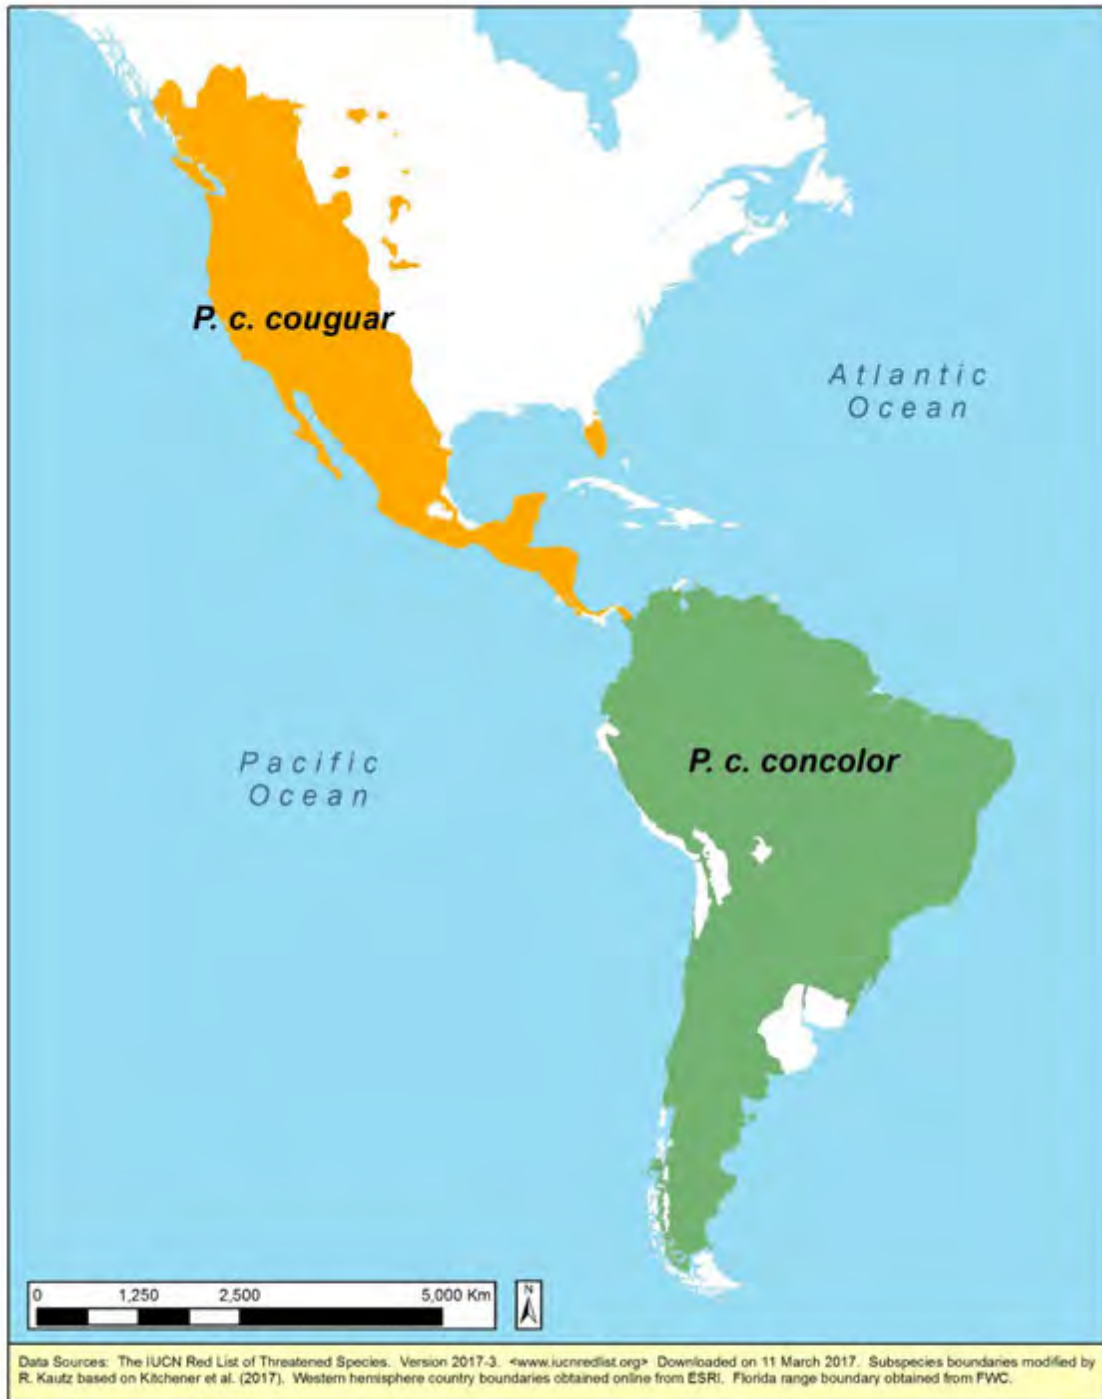 P. c. couguar
Atlantic
Ocean
Pacific
Ocean
P. c. concolor
0 1,250 2,500 5,000 Km
N
Data Sources: The IUCN Red List of Threatened Species. Version 2017-3. <www.iucnredlist.org> Downloaded on 11 March 2017. Subspecies boundaries modified by
R. Kautz based on Kitchener et al. (2017). Western hemisphere country boundaries obtained online from ESRI. Florida range boundary obtained from FWC.